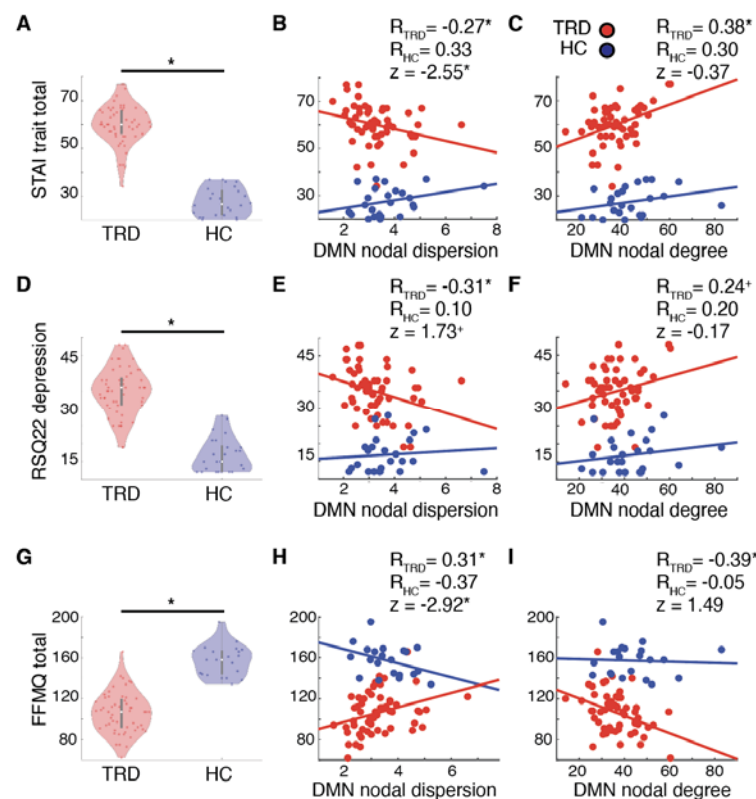 A
STAI trait total
70
50
30
*
TRD
HC
B
R_TRD = -0.27*
R_HC = 0.33
z = -2.55*
70
50
30
2
4
6
8
DMN nodal dispersion
C
TRD
HC
R_TRD = 0.38*
R_HC = 0.30
z = -0.37
70
50
30
20
40
60
80
DMN nodal degree
D
RSQ22 depression
45
30
15
*
TRD
HC
E
R_TRD = -0.31*
R_HC = 0.10
z = 1.73+
45
30
15
2
4
6
8
DMN nodal dispersion
F
R_TRD = 0.24+
R_HC = 0.20
z = -0.17
45
30
15
20
40
60
80
DMN nodal degree
G
FFMQ total
200
160
120
80
*
TRD
HC
H
R_TRD = 0.31*
R_HC = -0.37
z = -2.92*
200
160
120
80
2
4
6
8
DMN nodal dispersion
I
R_TRD = -0.39*
R_HC = -0.05
z = 1.49
200
160
120
80
20
40
60
80
DMN nodal degree